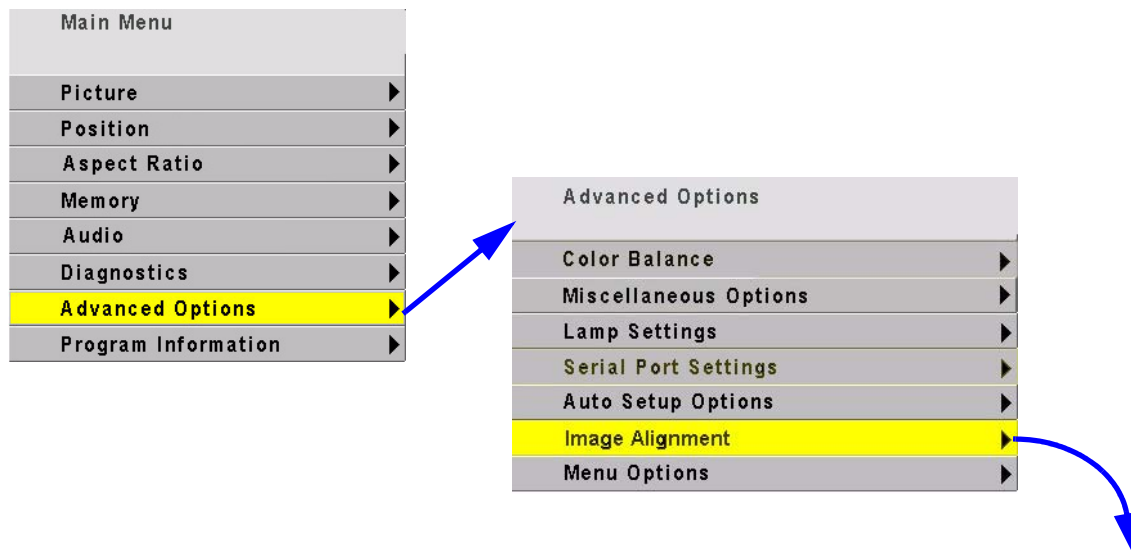 Main Menu
Picture
Position
Aspect Ratio
Memory
Audio
Diagnostics
Advanced Options
Program Information
Advanced Options
Color Balance
Miscellaneous Options
Lamp Settings
Serial Port Settings
Auto Setup Options
Image Alignment
Menu Options